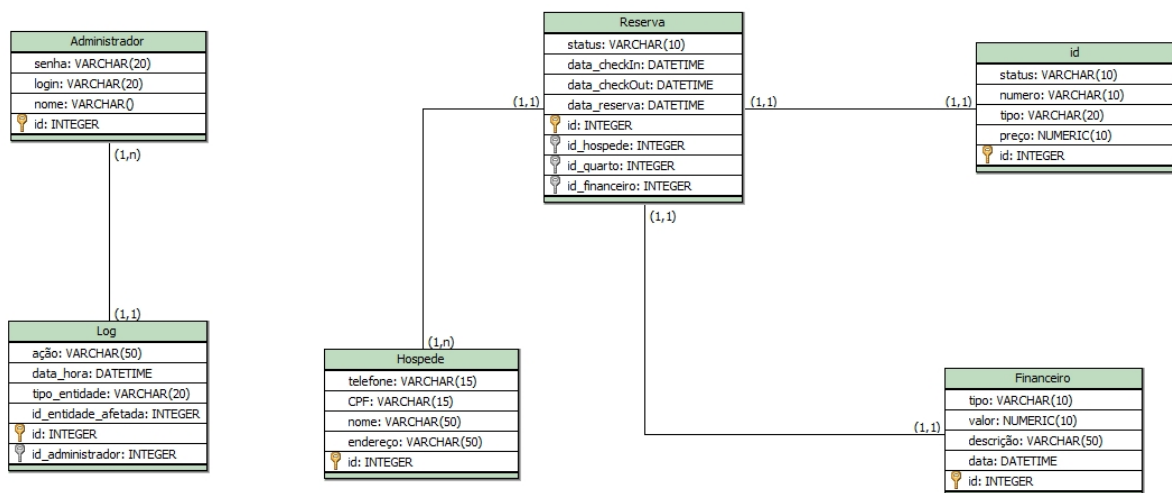 Administrador
senha: VARCHAR(20)
login: VARCHAR(20)
nome: VARCHAR()
id: INTEGER
(1,n)
(1,1)
Log
ação: VARCHAR(50)
data_hora: DATETIME
tipo_entidade: VARCHAR(20)
id_entidade_afetada: INTEGER
id: INTEGER
id_administrador: INTEGER
Reserva
status: VARCHAR(10)
data_checkIn: DATETIME
data_checkOut: DATETIME
data_reserva: DATETIME
id: INTEGER
id_hospede: INTEGER
id_quarto: INTEGER
id_financeiro: INTEGER
(1,1)
(1,1)
(1,1)
(1,1)
id
status: VARCHAR(10)
numero: VARCHAR(10)
tipo: VARCHAR(20)
preço: NUMERIC(10)
id: INTEGER
(1,n)
Hospede
telefone: VARCHAR(15)
CPF: VARCHAR(15)
nome: VARCHAR(50)
endereço: VARCHAR(50)
id: INTEGER
(1,1)
Financeiro
tipo: VARCHAR(10)
valor: NUMERIC(10)
descrição: VARCHAR(50)
data: DATETIME
id: INTEGER